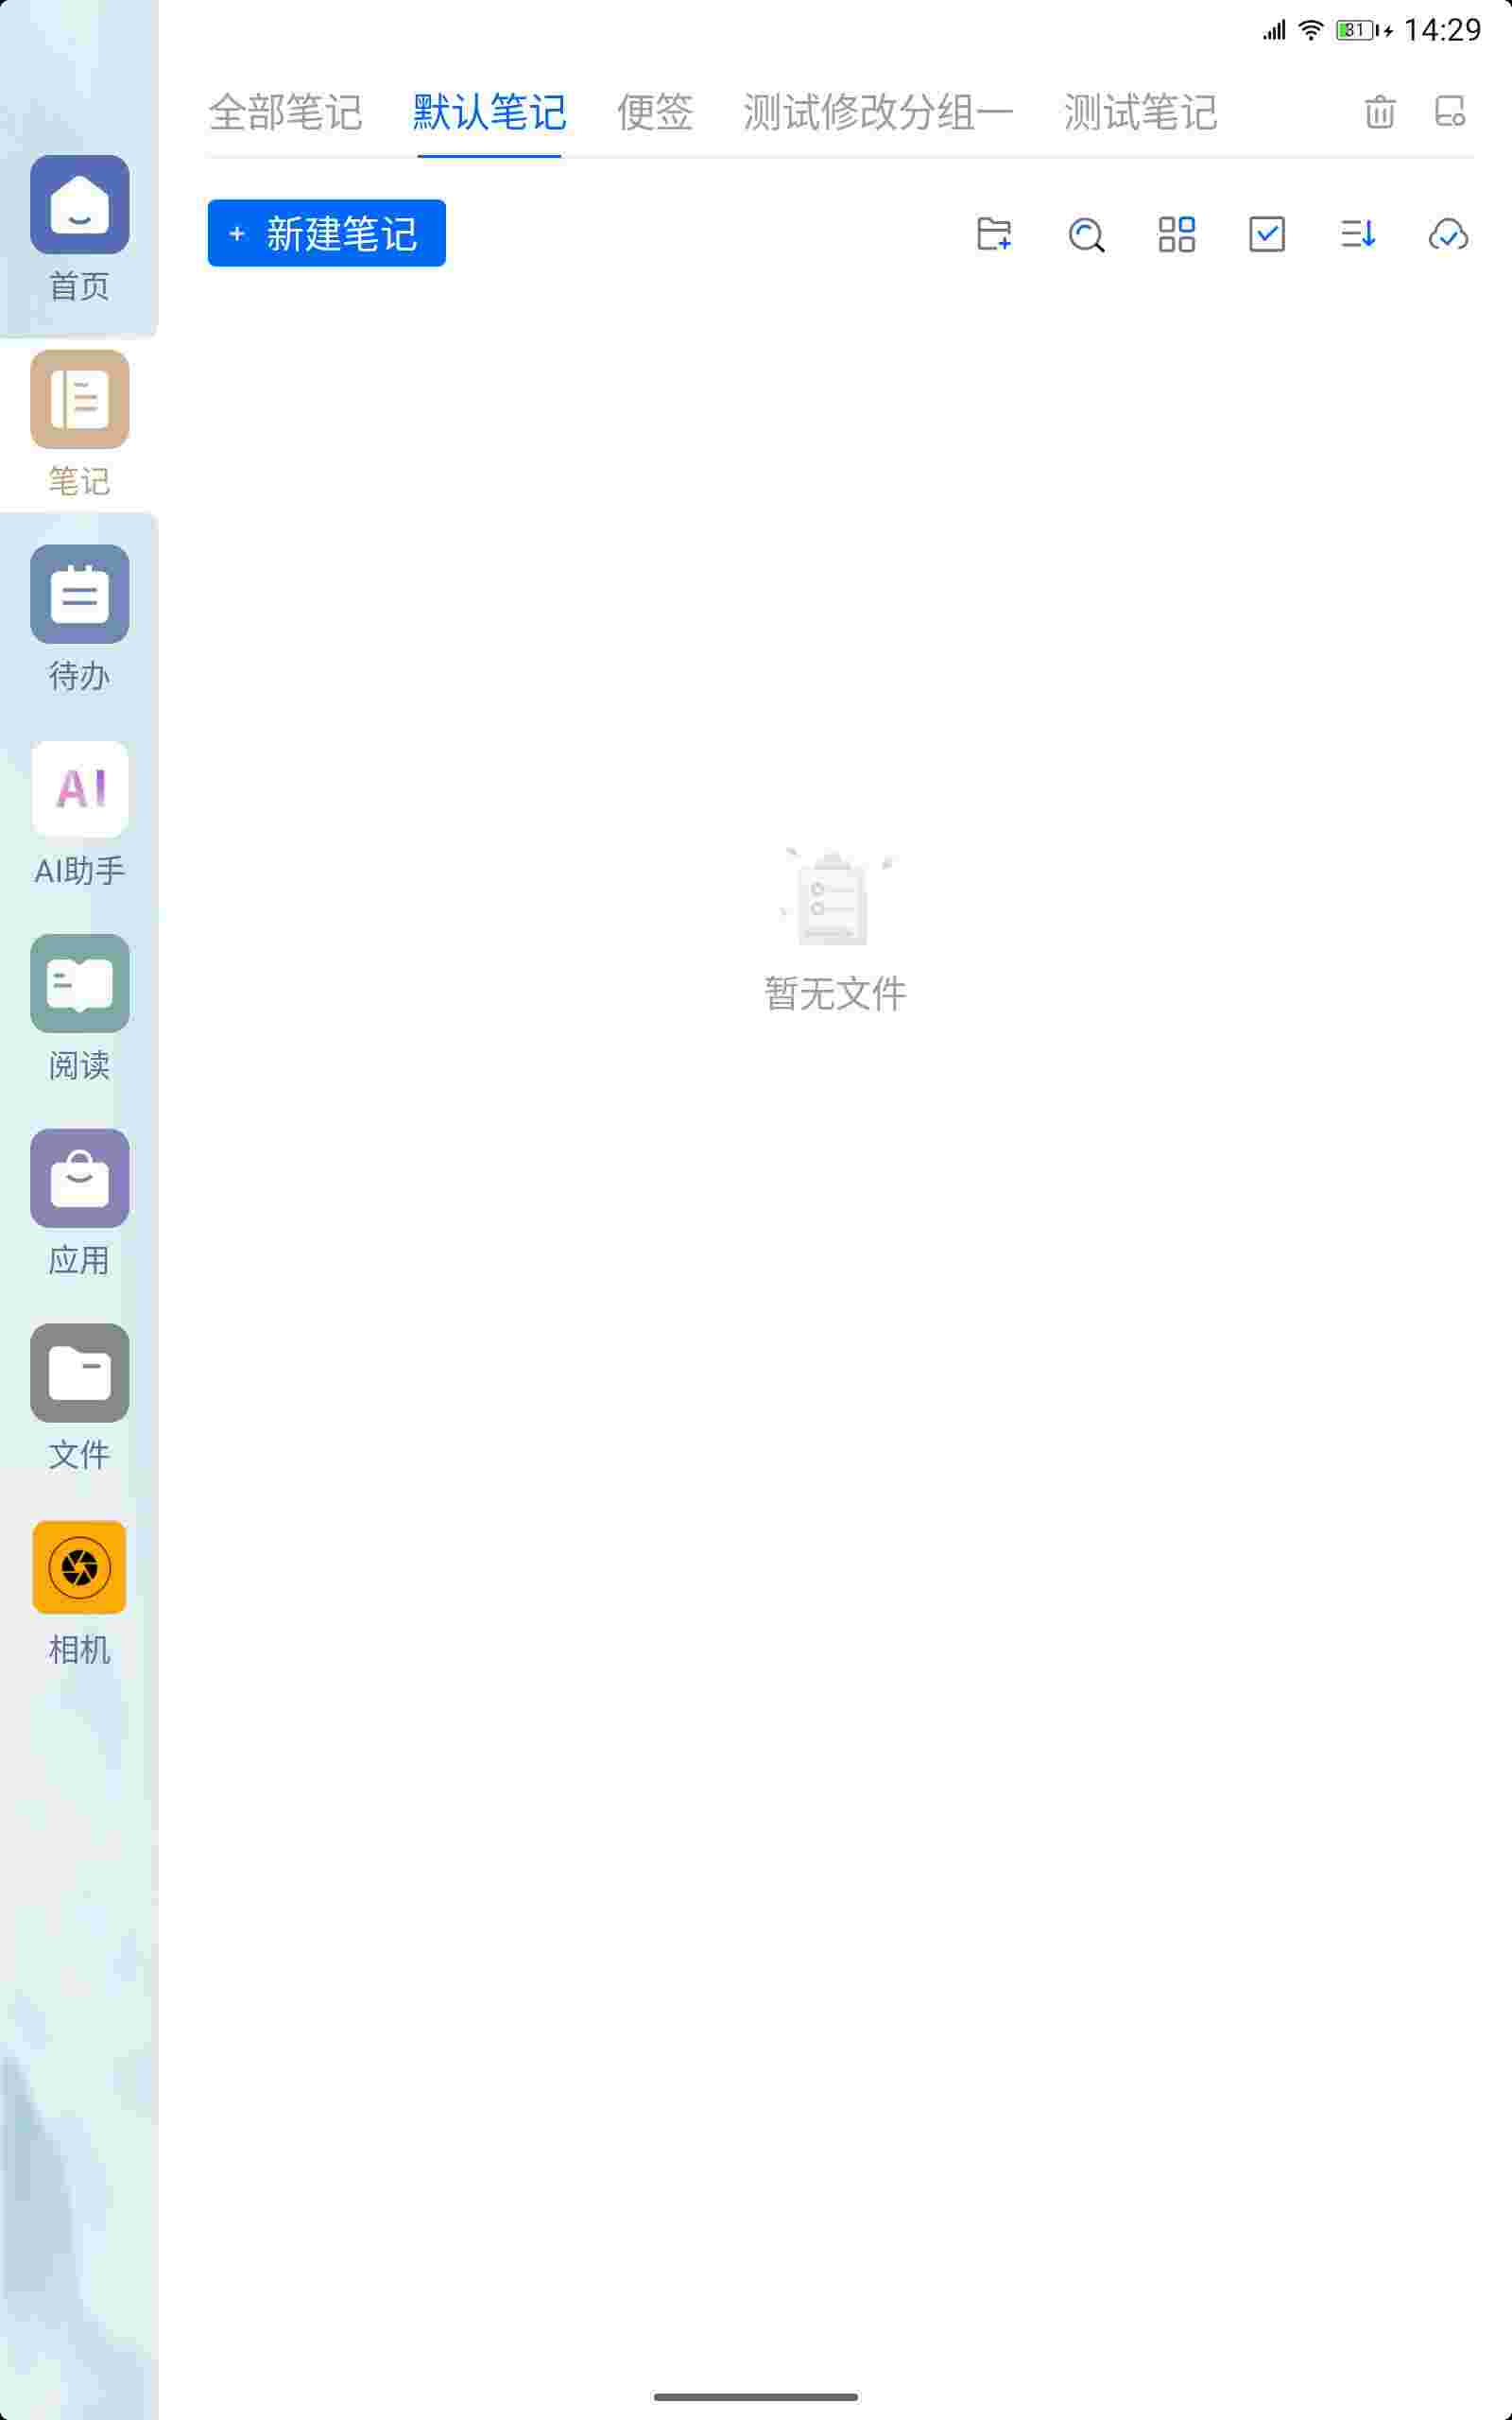 31 14:29
全部笔记 默认笔记 便签 测试修改分组一 测试笔记
+ 新建笔记
首页
笔记
待办
AI
AI助手
阅读
应用
文件
相机
暂无文件